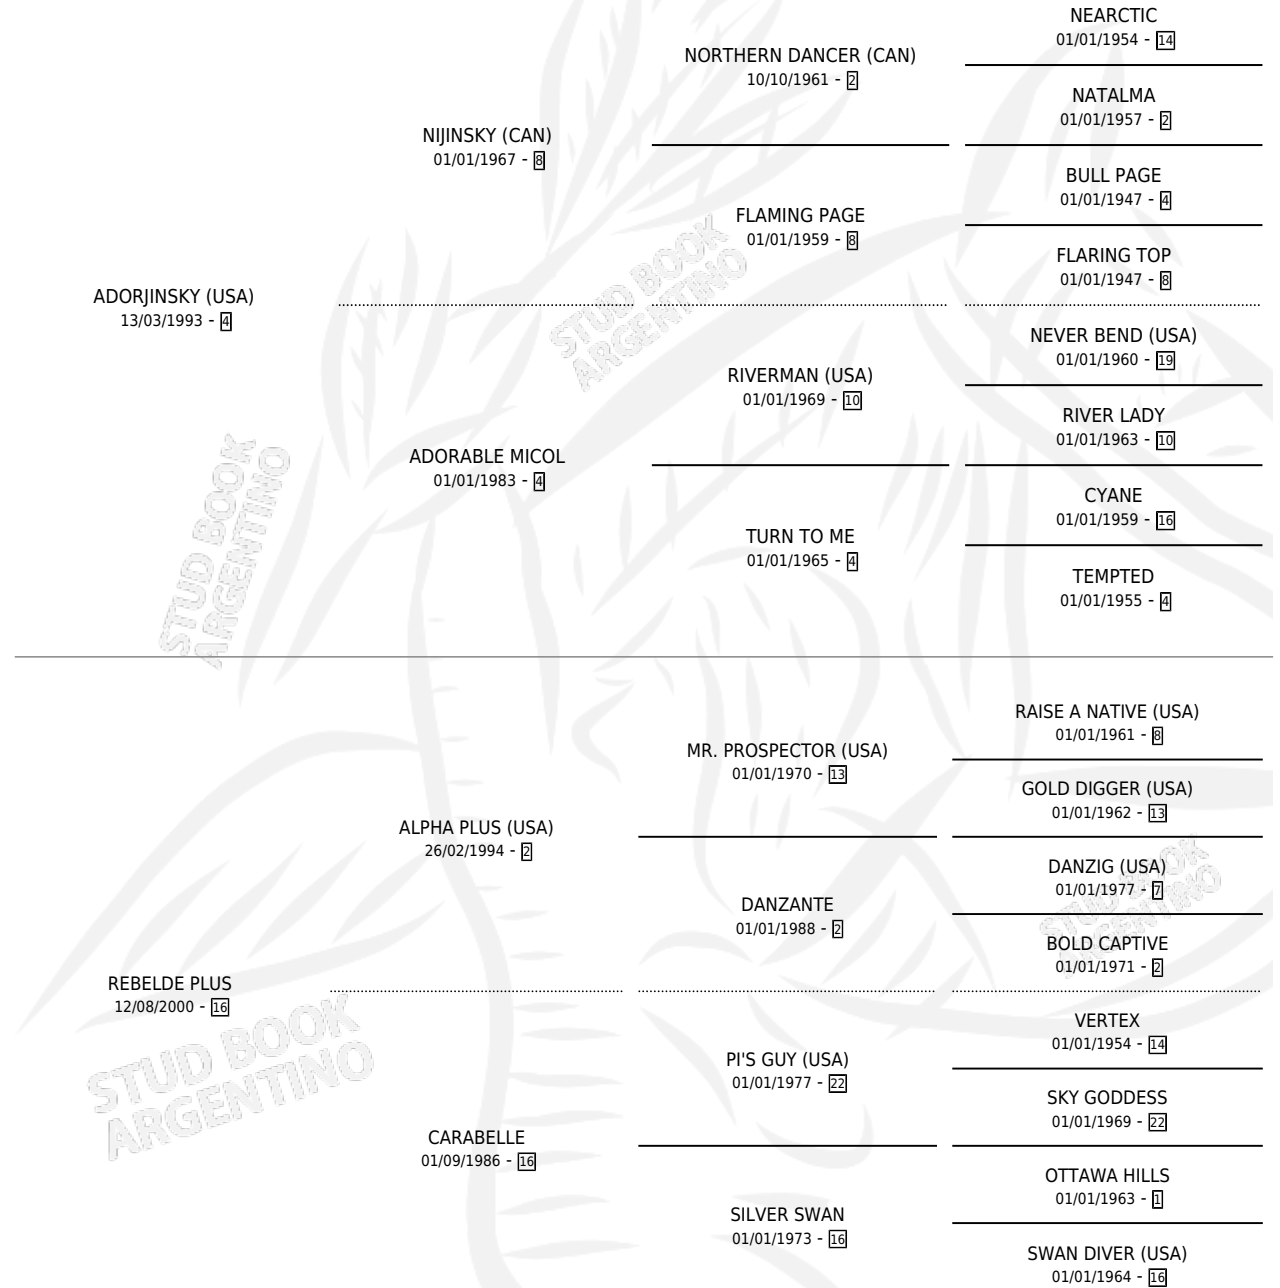 NEARCTIC
01/01/1954 - 14
NORTHERN DANCER (CAN)
10/10/1961 - 2
NATALMA
01/01/1957 - 2
NIJINSKY (CAN)
01/01/1967 - 8
BULL PAGE
01/01/1947 - 4
FLAMING PAGE
01/01/1959 - 8
FLARING TOP
01/01/1947 - 8
ADORJINSKY (USA)
13/03/1993 - 4
NEVER BEND (USA)
01/01/1960 - 19
RIVERMAN (USA)
01/01/1969 - 10
RIVER LADY
01/01/1963 - 10
ADORABLE MICOL
01/01/1983 - 4
CYANE
01/01/1959 - 16
TURN TO ME
01/01/1965 - 4
TEMPTED
01/01/1955 - 4
STUD BOOK
ARGENTINO
STUD BOOK
ARGENTINO
RAISE A NATIVE (USA)
01/01/1961 - 8
MR. PROSPECTOR (USA)
01/01/1970 - 13
GOLD DIGGER (USA)
01/01/1962 - 13
ALPHA PLUS (USA)
26/02/1994 - 2
DANZIG (USA)
01/01/1977 - 7
DANZANTE
01/01/1988 - 2
BOLD CAPTIVE
01/01/1971 - 2
STUD BOOK
ARGENTINO
REBELDE PLUS
12/08/2000 - 16
VERTEX
01/01/1954 - 14
PI'S GUY (USA)
01/01/1977 - 22
SKY GODDESS
01/01/1969 - 22
CARABELLE
01/09/1986 - 16
OTTAWA HILLS
01/01/1963 - 1
SILVER SWAN
01/01/1973 - 16
SWAN DIVER (USA)
01/01/1964 - 16
STUD BOOK
ARGENTINO